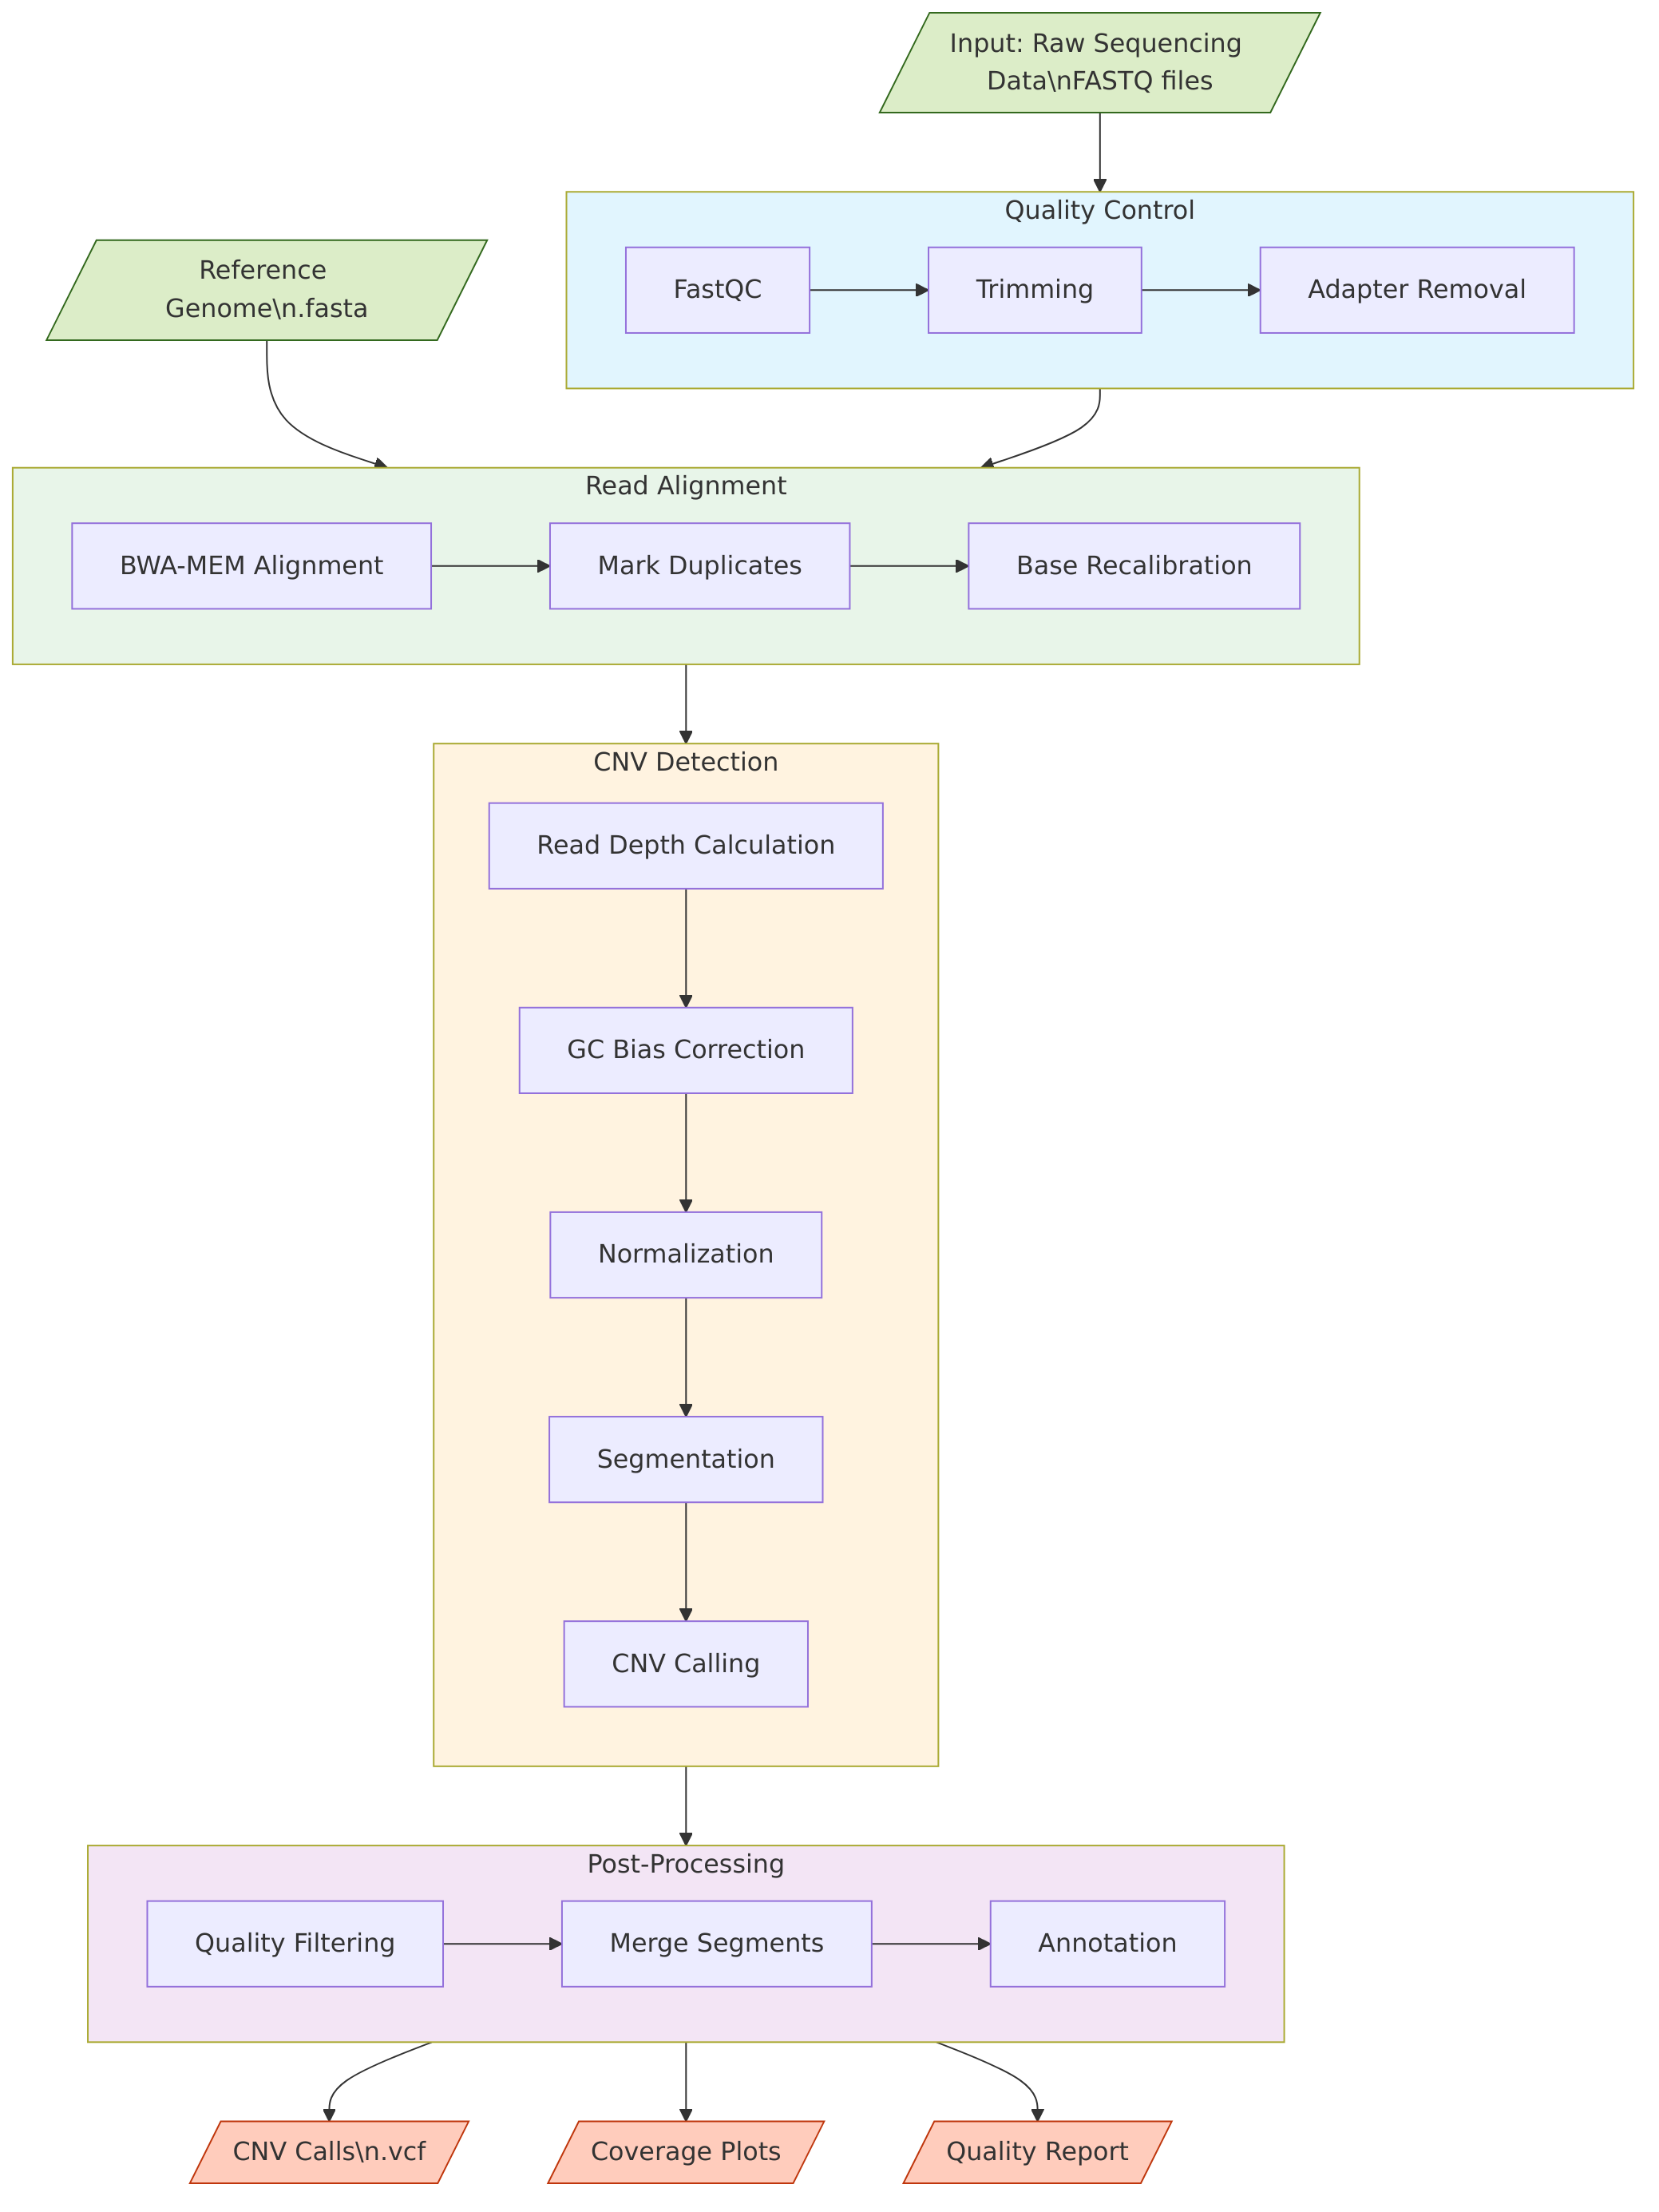 Input: Raw Sequencing
Data\nFASTQ files
Quality Control
FastQC
Trimming
Adapter Removal
Reference
Genome\n.fasta
Read Alignment
BWA-MEM Alignment
Mark Duplicates
Base Recalibration
CNV Detection
Read Depth Calculation
GC Bias Correction
Normalization
Segmentation
CNV Calling
Post-Processing
Quality Filtering
Merge Segments
Annotation
CNV Calls\n.vcf
Coverage Plots
Quality Report